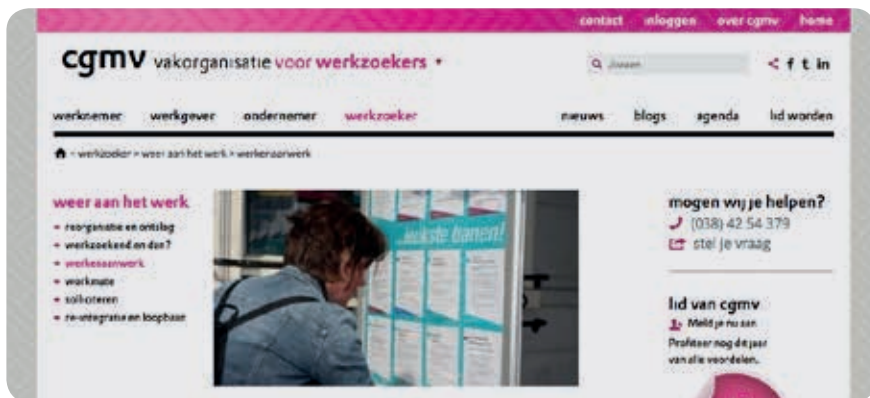 contact inloggen over cgmv home
cgmv vakorganisatie voor werkzoekers
Zoeken
f t in
werknemer werkgever ondernemer werkzoeker nieuws blogs agenda lid worden
werkzoeker > weer aan het werk > werkenaanwerk
weer aan het werk
reorganisatie en ontslag
werkzoekend en dan?
werkenaanwerk
workmate
solliciteren
re-integratie en loopbaan
leukste banen!
mogen wij je helpen?
(038) 42 54 379
stel je vraag
lid van cgmv
Meld je nu aan
Profiteer nog dit jaar
van alle voordelen.